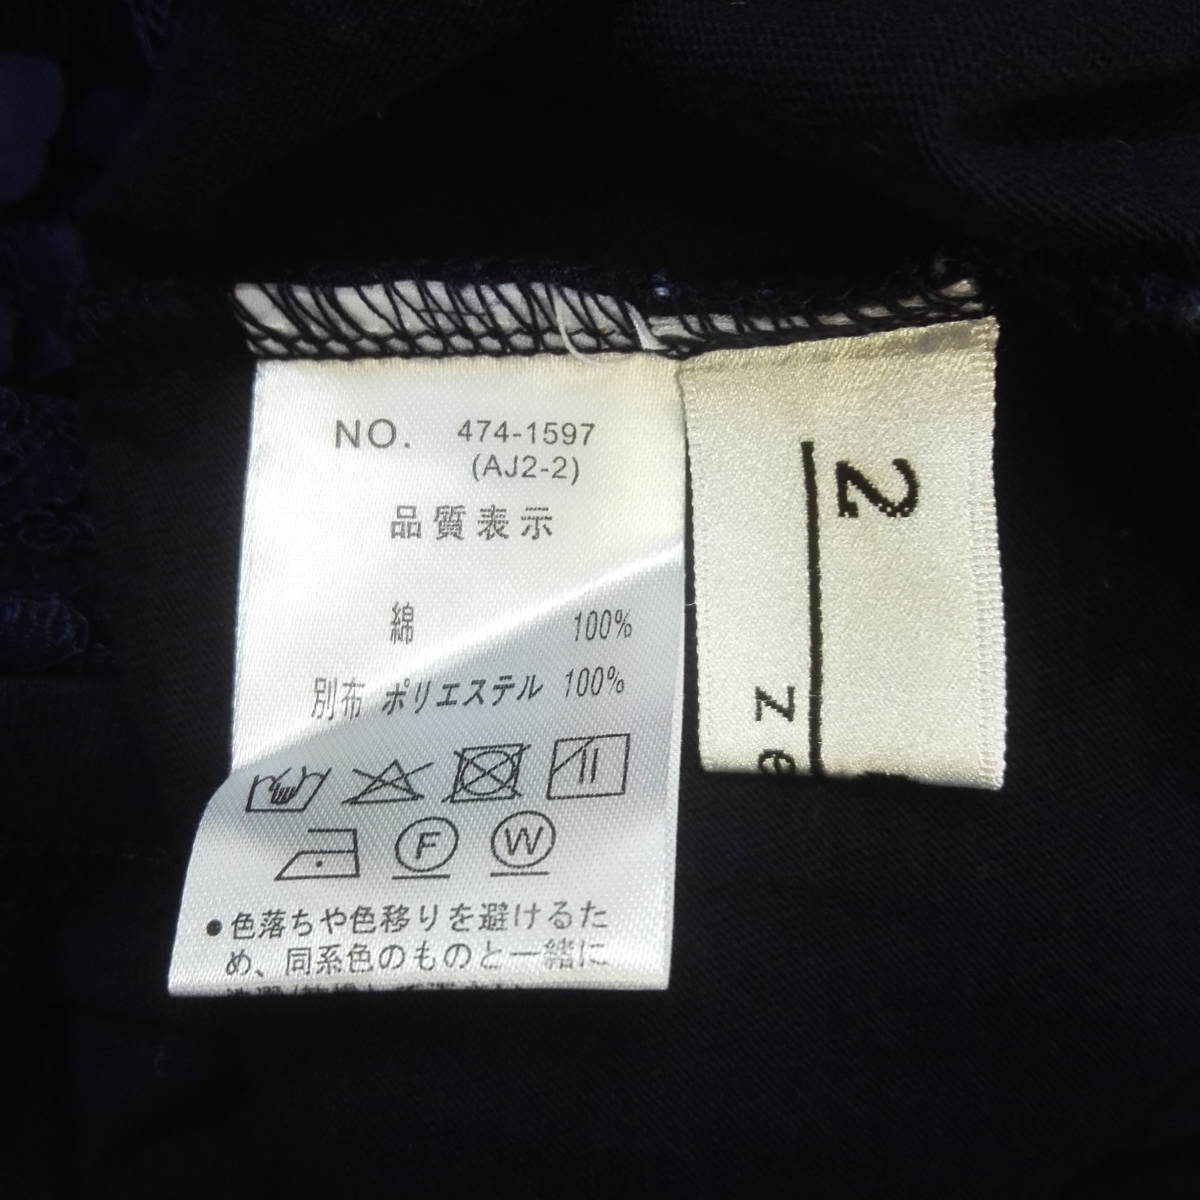 NO. 474-1597
(AJ2-2)
品質表示
綿 100%
別布 ポリエステル 100%
F W
●色落ちや色移りを避けるた
め、同系色のものと一緒に
2
ze